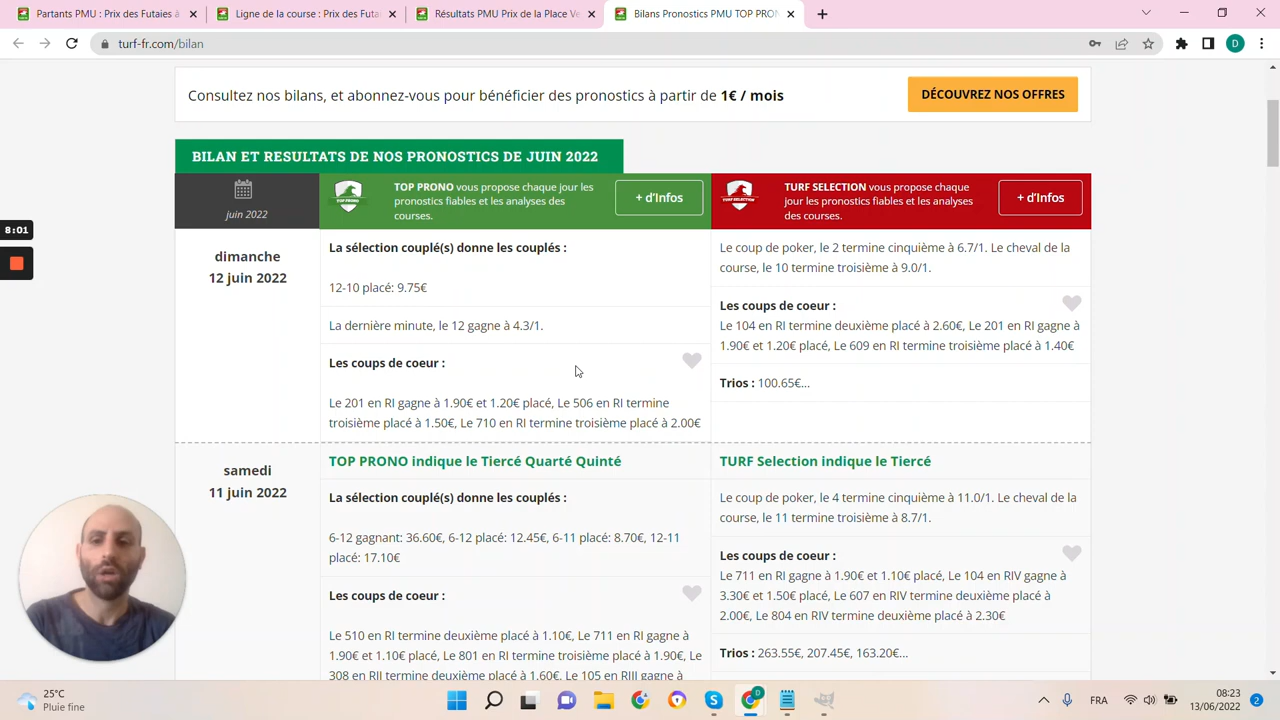 Partants PMU : Prix des Futaies à
Ligne de la course : Prix des Futai
Résultats PMU Prix de la Place Ve
Bilans Pronostics PMU TOP PRON
turf-fr.com/bilan
D
Consultez nos bilans, et abonnez-vous pour bénéficier des pronostics à partir de 1€ / mois
DÉCOUVREZ NOS OFFRES
BILAN ET RESULTATS DE NOS PRONOSTICS DE JUIN 2022
juin 2022
TOP PRONO
TOP PRONO vous propose chaque jour les
pronostics fiables et les analyses des
courses.
+ d'Infos
TURF SELECTION
TURF SELECTION vous propose chaque
jour les pronostics fiables et les analyses
des courses.
+ d'Infos
8:01
dimanche
12 juin 2022
La sélection couplé(s) donne les couplés :
12-10 placé: 9.75€
La dernière minute, le 12 gagne à 4.3/1.
Les coups de coeur :
Le 201 en RI gagne à 1.90€ et 1.20€ placé, Le 506 en RI termine
troisième placé à 1.50€, Le 710 en RI termine troisième placé à 2.00€
Le coup de poker, le 2 termine cinquième à 6.7/1. Le cheval de la
course, le 10 termine troisième à 9.0/1.
Les coups de coeur :
Le 104 en RI termine deuxième placé à 2.60€, Le 201 en RI gagne à
1.90€ et 1.20€ placé, Le 609 en RI termine troisième placé à 1.40€
Trios : 100.65€...
samedi
11 juin 2022
TOP PRONO indique le Tiercé Quarté Quinté
La sélection couplé(s) donne les couplés :
6-12 gagnant: 36.60€, 6-12 placé: 12.45€, 6-11 placé: 8.70€, 12-11
placé: 17.10€
Les coups de coeur :
Le 510 en RI termine deuxième placé à 1.10€, Le 711 en RI gagne à
1.90€ et 1.10€ placé, Le 801 en RI termine troisième placé à 1.90€, Le
308 en RII termine deuxième placé à 1.60€, Le 105 en RIII gagne à
TURF Selection indique le Tiercé
Le coup de poker, le 4 termine cinquième à 11.0/1. Le cheval de la
course, le 11 termine troisième à 8.7/1.
Les coups de coeur :
Le 711 en RI gagne à 1.90€ et 1.10€ placé, Le 104 en RIV gagne à
3.30€ et 1.50€ placé, Le 607 en RIV termine deuxième placé à
2.00€, Le 804 en RIV termine deuxième placé à 2.30€
Trios : 263.55€, 207.45€, 163.20€...
25°C
Pluie fine
FRA
08:23
13/06/2022
2